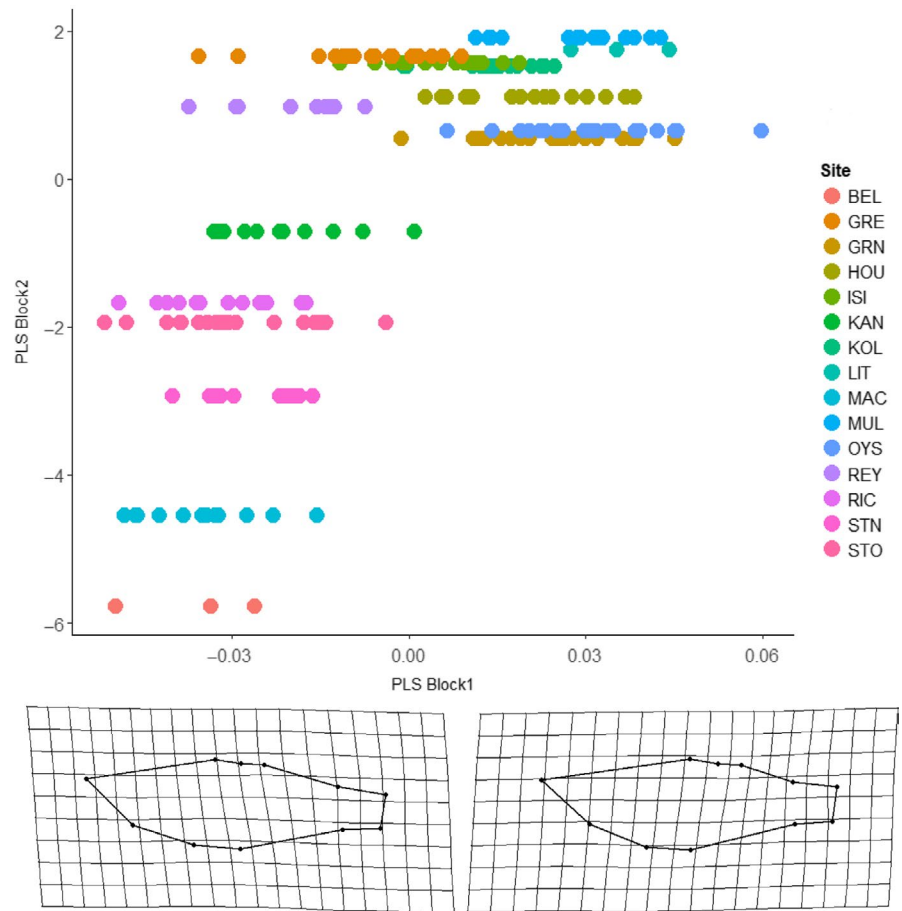 2
0
−2
−4
−6
PLS Block2
−0.03 0.00 0.03 0.06
PLS Block1
Site
BEL
GRE
GRN
HOU
ISI
KAN
KOL
LIT
MAC
MUL
OYS
REY
RIC
STN
STO